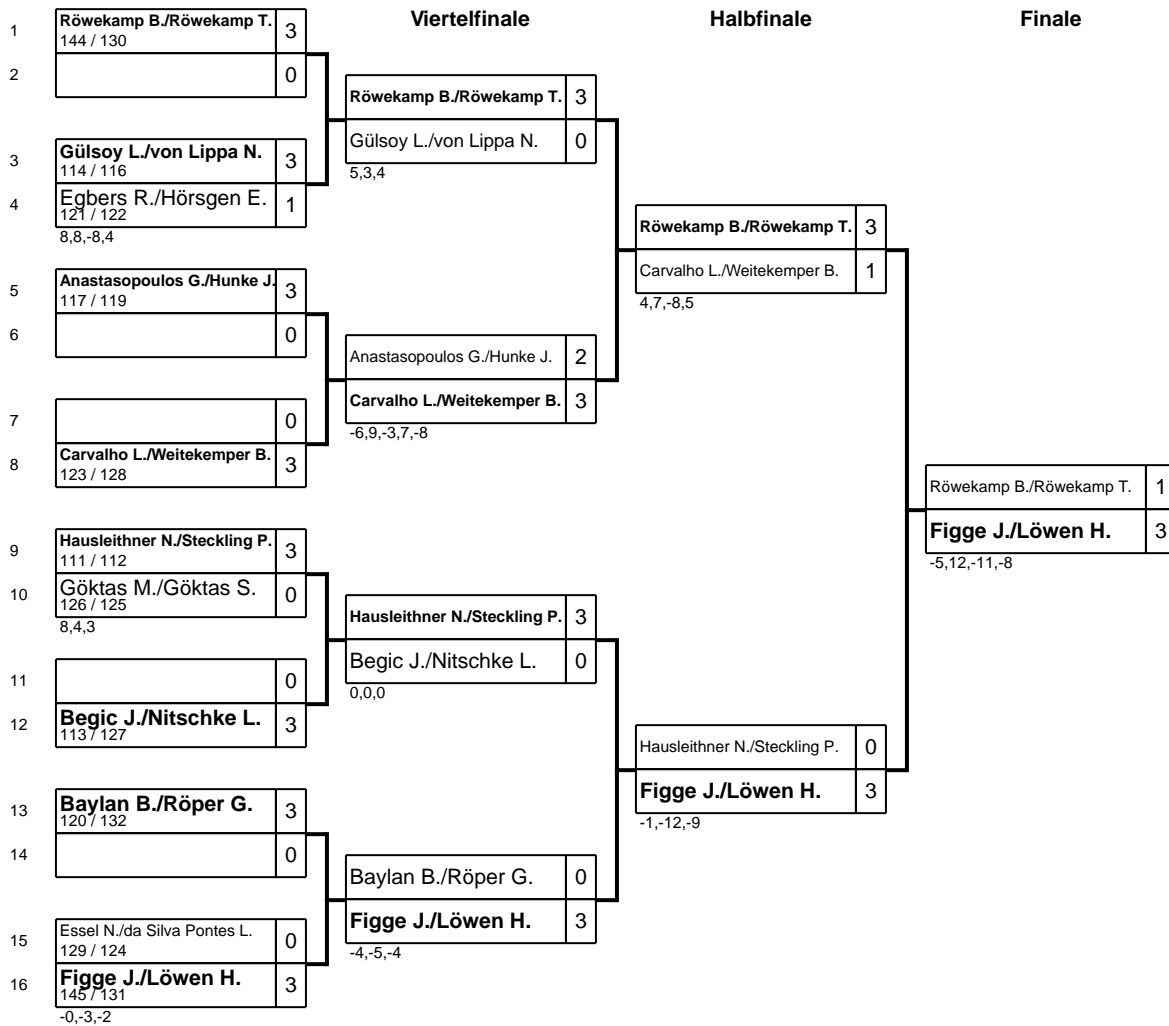 Viertelfinale
Halbfinale
Finale
1
Röwekamp B./Röwekamp T. 3
144 / 130
2
0
3
Gülsoy L./von Lippa N. 3
114 / 116
4
Egbers R./Hörsgen E. 1
121 / 122
8,8,-8,4
5
Anastasopoulos G./Hunke J. 3
117 / 119
6
0
7
0
8
Carvalho L./Weitekemper B. 3
123 / 128
9
Hausleithner N./Steckling P. 3
111 / 112
10
Göktas M./Göktas S. 0
126 / 125
8,4,3
11
0
12
Begic J./Nitschke L. 3
113 / 127
13
Baylan B./Röper G. 3
120 / 132
14
0
15
Essel N./da Silva Pontes L. 0
129 / 124
16
Figge J./Löwen H. 3
145 / 131
-0,-3,-2
Röwekamp B./Röwekamp T. 3
Gülsoy L./von Lippa N. 0
5,3,4
Anastasopoulos G./Hunke J. 2
Carvalho L./Weitekemper B. 3
-6,9,-3,7,-8
Hausleithner N./Steckling P. 3
Begic J./Nitschke L. 0
0,0,0
Baylan B./Röper G. 0
Figge J./Löwen H. 3
-4,-5,-4
Röwekamp B./Röwekamp T. 3
Carvalho L./Weitekemper B. 1
4,7,-8,5
Hausleithner N./Steckling P. 0
Figge J./Löwen H. 3
-1,-12,-9
Röwekamp B./Röwekamp T. 1
Figge J./Löwen H. 3
-5,12,-11,-8